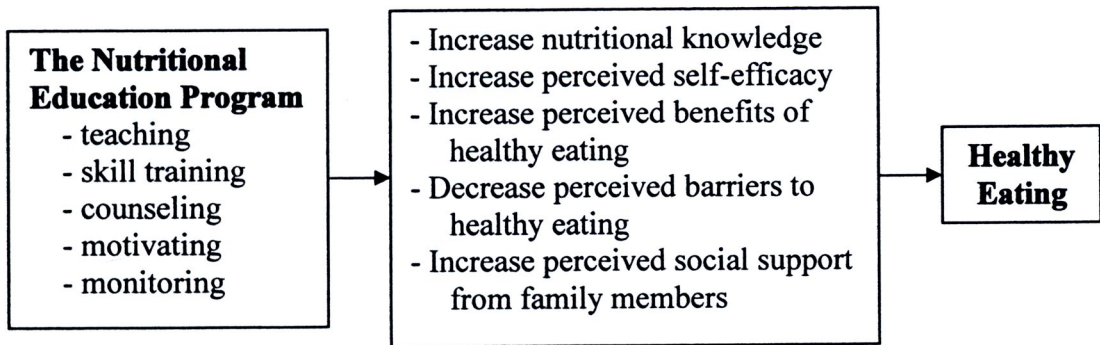 The Nutritional
Education Program
- teaching
- skill training
- counseling
- motivating
- monitoring
- Increase nutritional knowledge
- Increase perceived self-efficacy
- Increase perceived benefits of
healthy eating
- Decrease perceived barriers to
healthy eating
- Increase perceived social support
from family members
Healthy
Eating